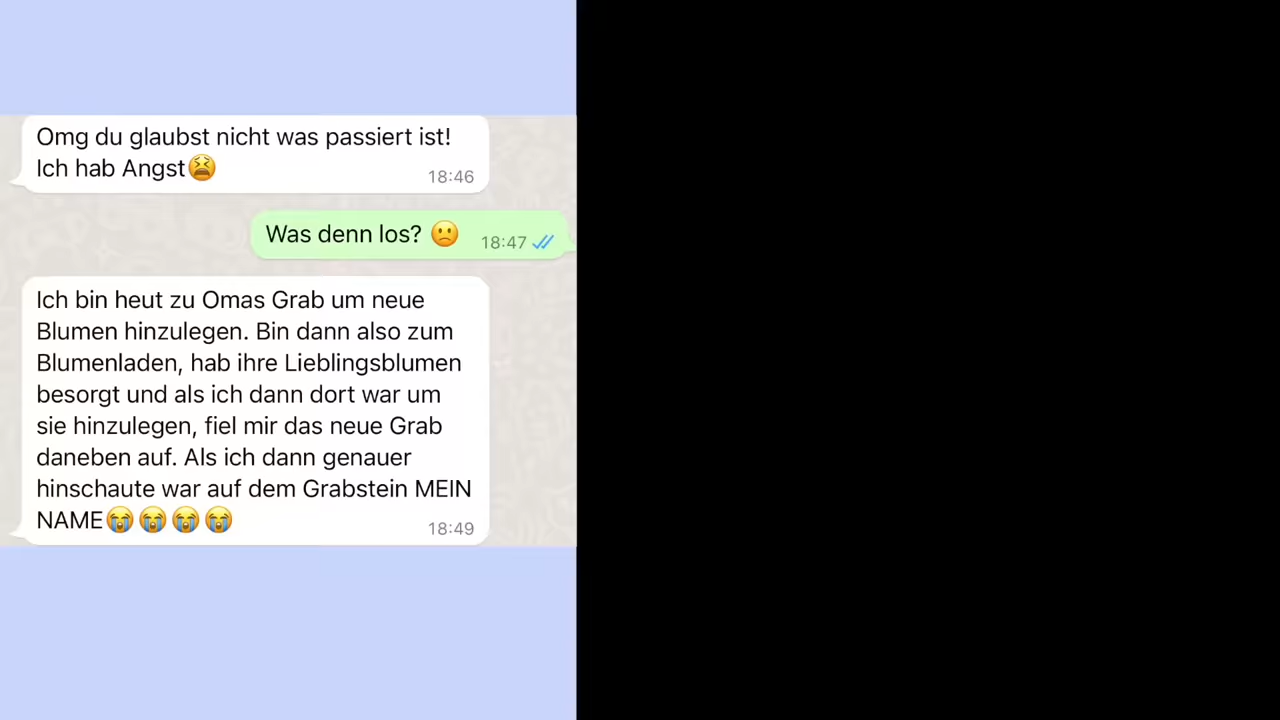 Omg du glaubst nicht was passiert ist!
Ich hab Angst😫
18:46
Was denn los? 🙁
18:47
Ich bin heut zu Omas Grab um neue
Blumen hinzulegen. Bin dann also zum
Blumenladen, hab ihre Lieblingsblumen
besorgt und als ich dann dort war um
sie hinzulegen, fiel mir das neue Grab
daneben auf. Als ich dann genauer
hinschaute war auf dem Grabstein MEIN
NAME😭😭😭😭
18:49